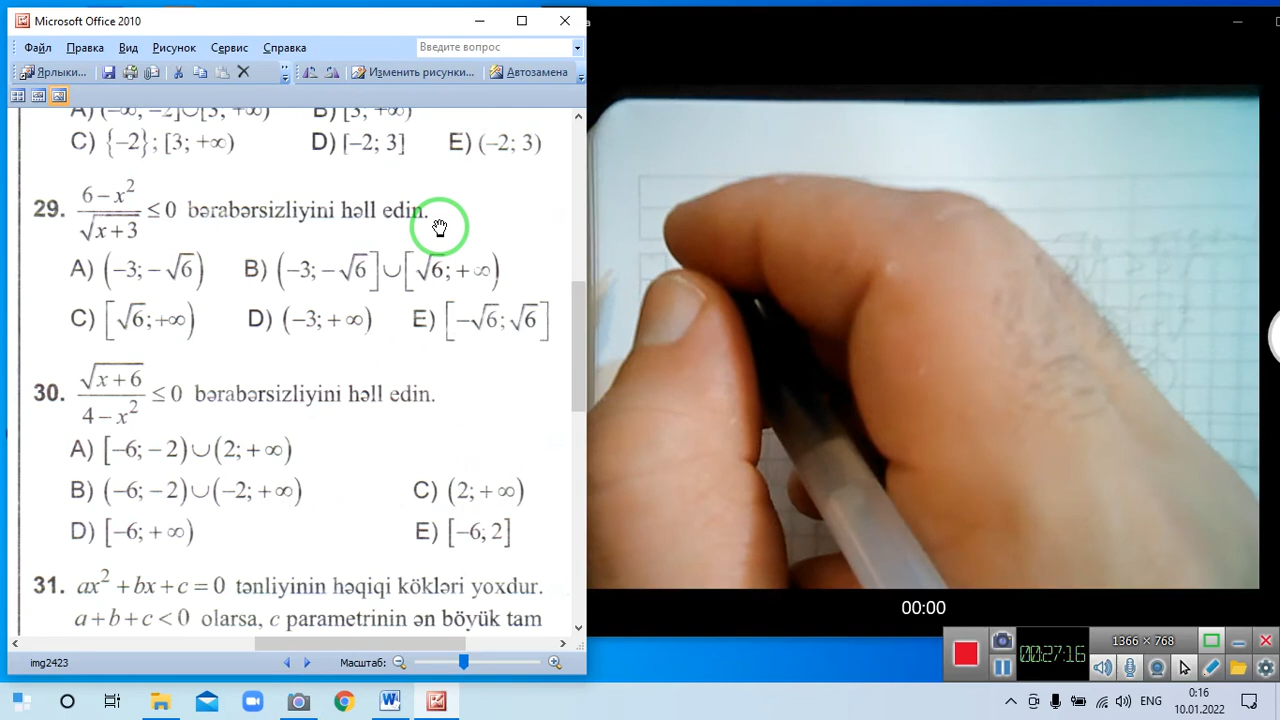 Microsoft Office 2010
Файл Правка Вид Рисунок Сервис Справка
Введите вопрос
Ярлыки... Изменить рисунки... Автозамена
A) (−∞; −2]∪[3; +∞) B) [3; +∞)
C) {−2}; [3; +∞) D) [−2; 3] E) (−2; 3)
29. (6 − x²)/√(x+3) ≤ 0 bərabərsizliyini həll edin.
A) (−3; −√6) B) (−3; −√6] ∪ [√6; +∞)
C) [√6; +∞) D) (−3; +∞) E) [−√6; √6]
30. √(x+6)/(4 − x²) ≤ 0 bərabərsizliyini həll edin.
A) [−6; −2) ∪ (2; +∞)
B) (−6; −2) ∪ (−2; +∞) C) (2; +∞)
D) [−6; +∞) E) [−6; 2]
31. ax² + bx + c = 0 tənliyinin həqiqi kökləri yoxdur.
a + b + c < 0 olarsa, c parametrinin ən böyük tam
img2423 Масштаб:
00:00
1366 × 768
00:27:16
ENG
0:16
10.01.2022